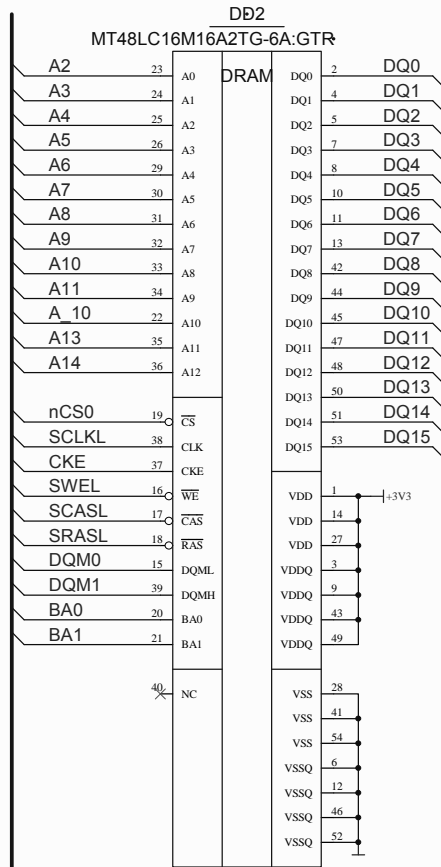 DD2
MT48LC16M16A2TG-6A:GTR
DRAM
A2 23 A0 DQ0 2 DQ0
A3 24 A1 DQ1 4 DQ1
A4 25 A2 DQ2 5 DQ2
A5 26 A3 DQ3 7 DQ3
A6 29 A4 DQ4 8 DQ4
A7 30 A5 DQ5 10 DQ5
A8 31 A6 DQ6 11 DQ6
A9 32 A7 DQ7 13 DQ7
A10 33 A8 DQ8 42 DQ8
A11 34 A9 DQ9 44 DQ9
A_10 22 A10 DQ10 45 DQ10
A13 35 A11 DQ11 47 DQ11
A14 36 A12 DQ12 48 DQ12
DQ13 50 DQ13
nCS0 19 CS DQ14 51 DQ14
SCLKL 38 CLK DQ15 53 DQ15
CKE 37 CKE
SWEL 16 WE VDD 1 +3V3
SCASL 17 CAS VDD 14
SRASL 18 RAS VDD 27
DQM0 15 DQML VDDQ 3
DQM1 39 DQMH VDDQ 9
BA0 20 BA0 VDDQ 43
BA1 21 BA1 VDDQ 49
40 NC VSS 28
VSS 41
VSS 54
VSSQ 6
VSSQ 12
VSSQ 46
VSSQ 52